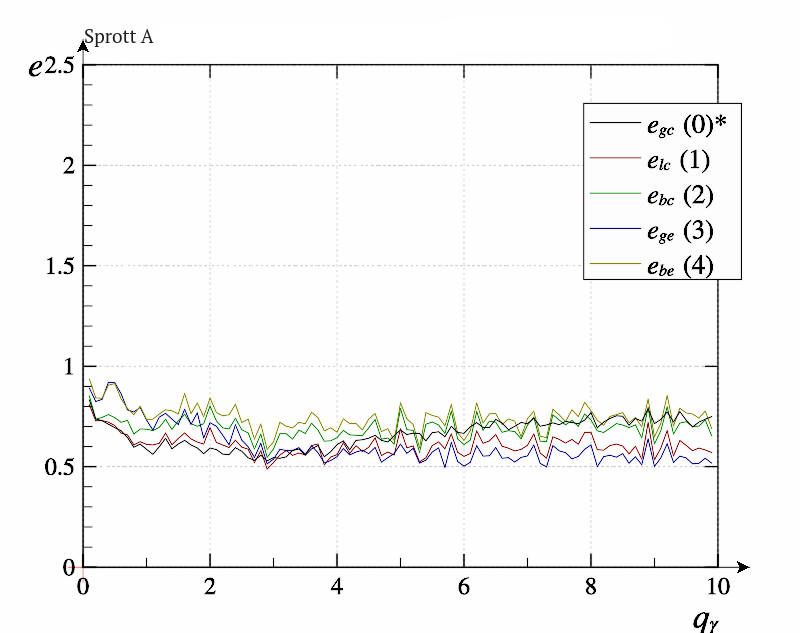 Sprott A
e
2.5
2
1.5
1
0.5
0
0 2 4 6 8 10
qγ
e_gc (0)*
e_lc (1)
e_bc (2)
e_ge (3)
e_be (4)